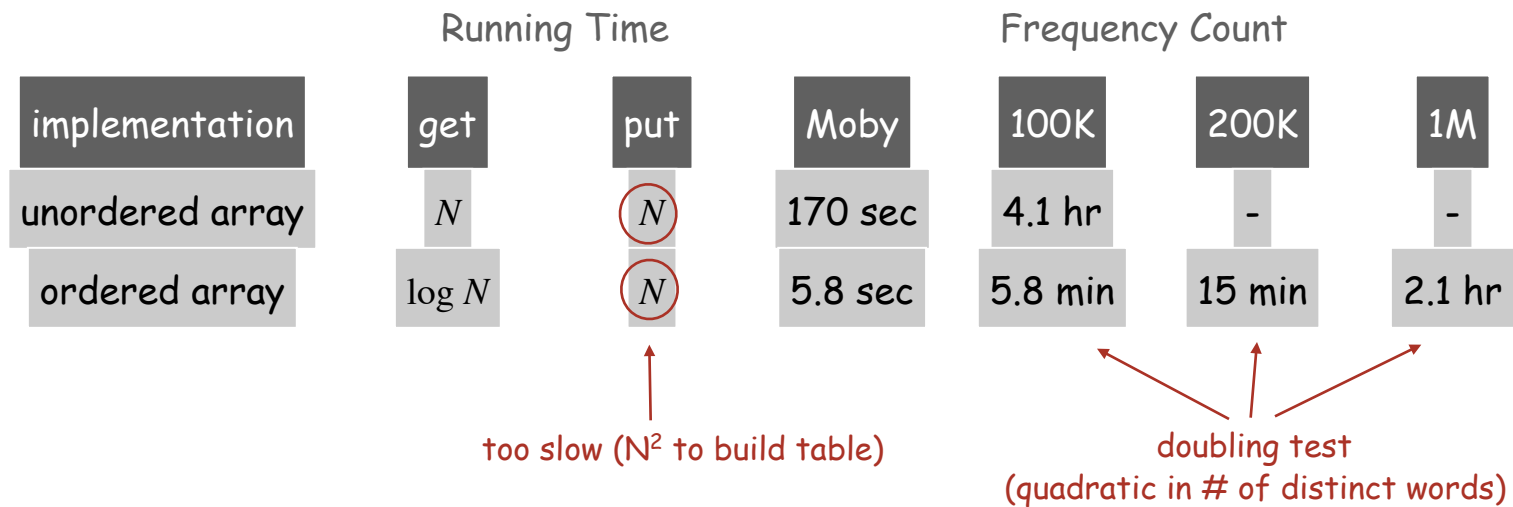 Running Time Frequency Count
implementation get put Moby 100K 200K 1M
unordered array N N 170 sec 4.1 hr - -
ordered array log N N 5.8 sec 5.8 min 15 min 2.1 hr
too slow (N² to build table)
doubling test
(quadratic in # of distinct words)